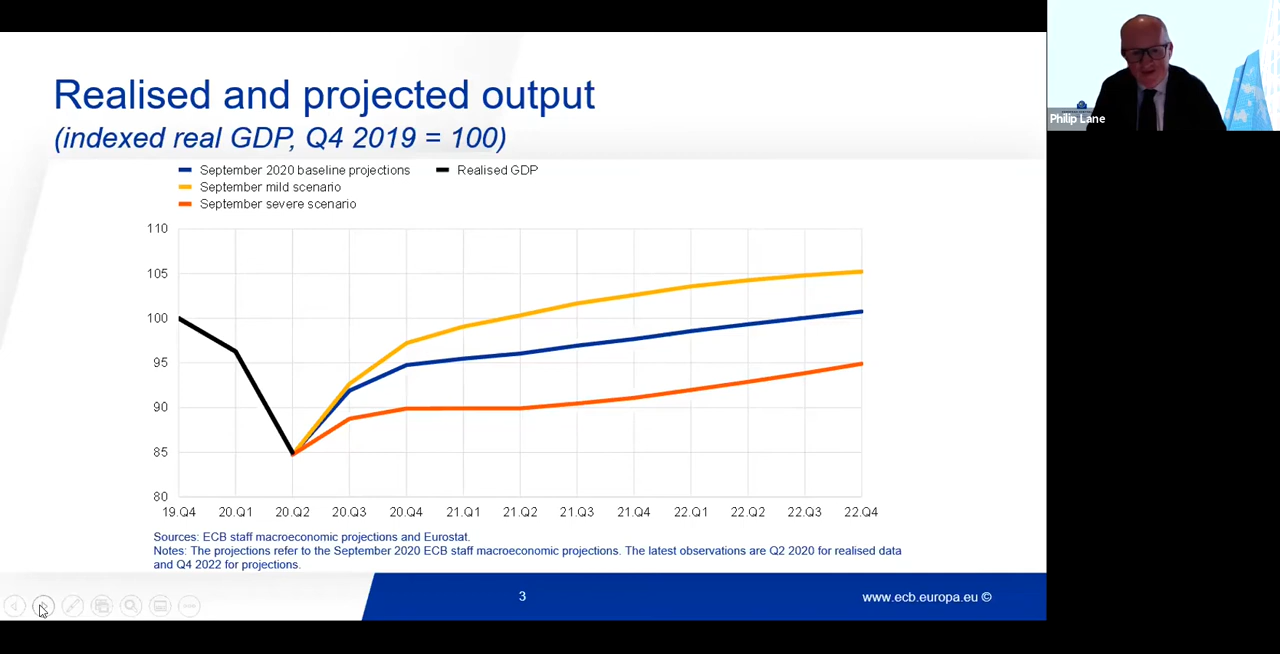 Realised and projected output
(indexed real GDP, Q4 2019 = 100)
September 2020 baseline projections
Realised GDP
September mild scenario
September severe scenario
110
105
100
95
90
85
80
19.Q4 20.Q1 20.Q2 20.Q3 20.Q4 21.Q1 21.Q2 21.Q3 21.Q4 22.Q1 22.Q2 22.Q3 22.Q4
Sources: ECB staff macroeconomic projections and Eurostat.
Notes: The projections refer to the September 2020 ECB staff macroeconomic projections. The latest observations are Q2 2020 for realised data
and Q4 2022 for projections.
3
www.ecb.europa.eu ©
Philip Lane